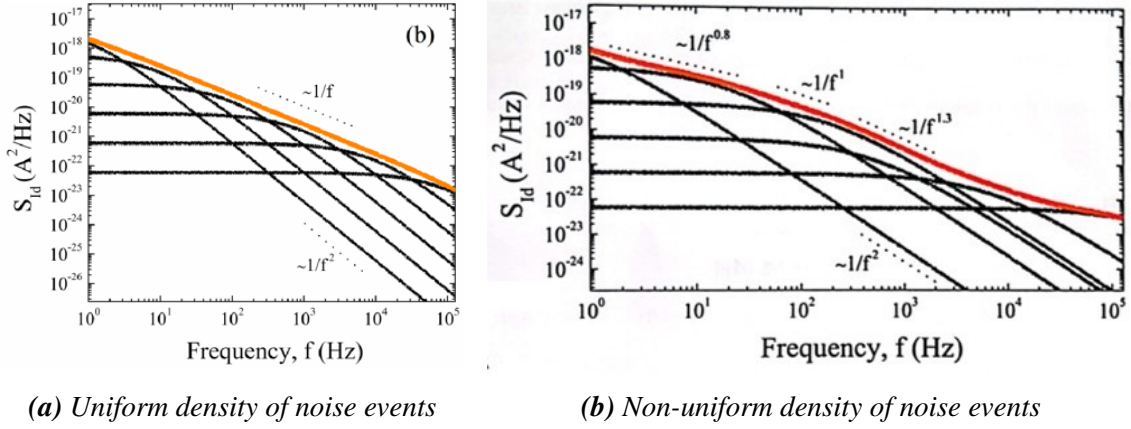 10^-17
10^-18
10^-19
10^-20
10^-21
10^-22
10^-23
10^-24
10^-25
10^-26
S_Id (A^2/Hz)
(b)
~1/f
~1/f^2
10^0 10^1 10^2 10^3 10^4 10^5
Frequency, f (Hz)
10^-17
10^-18
10^-19
10^-20
10^-21
10^-22
10^-23
10^-24
S_Id (A^2/Hz)
~1/f^0.8
~1/f^1
~1/f^1.3
~1/f^2
10^0 10^1 10^2 10^3 10^4 10^5
Frequency, f (Hz)
(a) Uniform density of noise events
(b) Non-uniform density of noise events